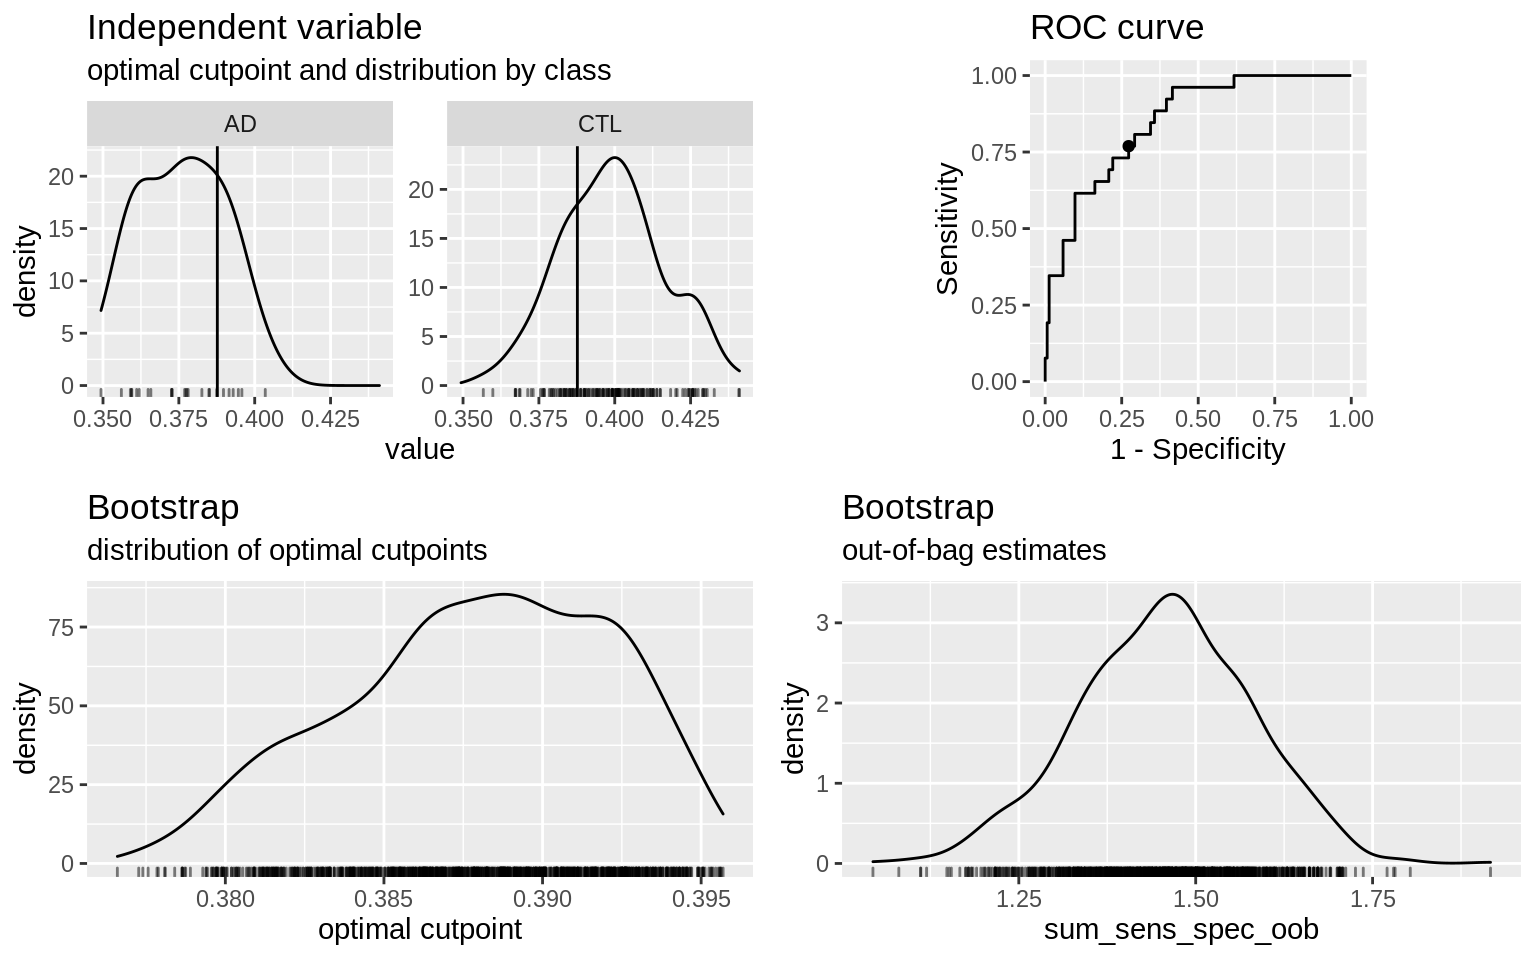 Independent variable
optimal cutpoint and distribution by class
AD
CTL
density
20
15
10
5
0
20
15
10
5
0
0.350 0.375 0.400 0.425
0.350 0.375 0.400 0.425
value
ROC curve
Sensitivity
1.00
0.75
0.50
0.25
0.00
0.00 0.25 0.50 0.75 1.00
1 - Specificity
Bootstrap
distribution of optimal cutpoints
density
75
50
25
0
0.380 0.385 0.390 0.395
optimal cutpoint
Bootstrap
out-of-bag estimates
density
3
2
1
0
1.25 1.50 1.75
sum_sens_spec_oob